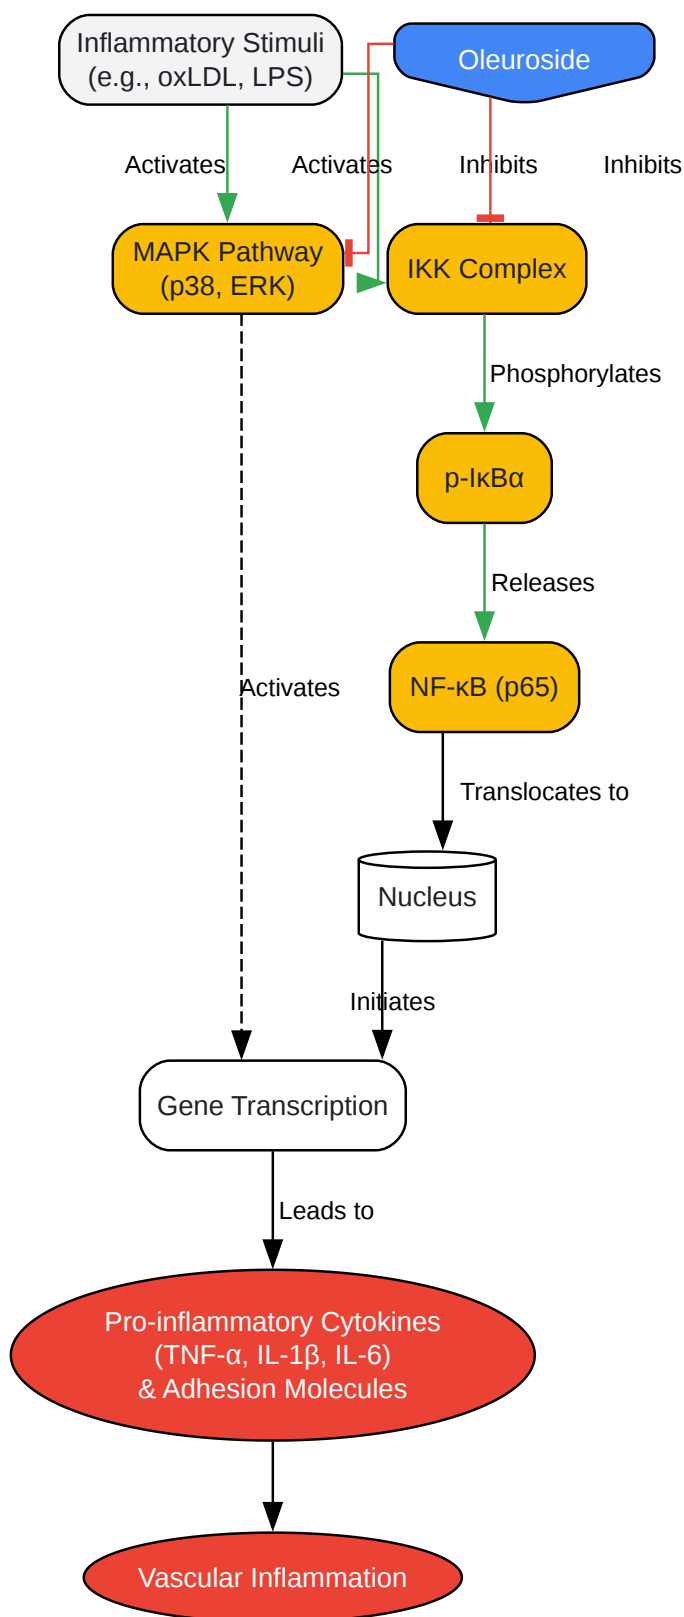 Inflammatory Stimuli
(e.g., oxLDL, LPS)
Oleuroside
Activates
Activates
Inhibits
Inhibits
MAPK Pathway
(p38, ERK)
IKK Complex
Phosphorylates
p-IκBα
Releases
NF-κB (p65)
Activates
Translocates to
Nucleus
Initiates
Gene Transcription
Leads to
Pro-inflammatory Cytokines
(TNF-α, IL-1β, IL-6)
& Adhesion Molecules
Vascular Inflammation